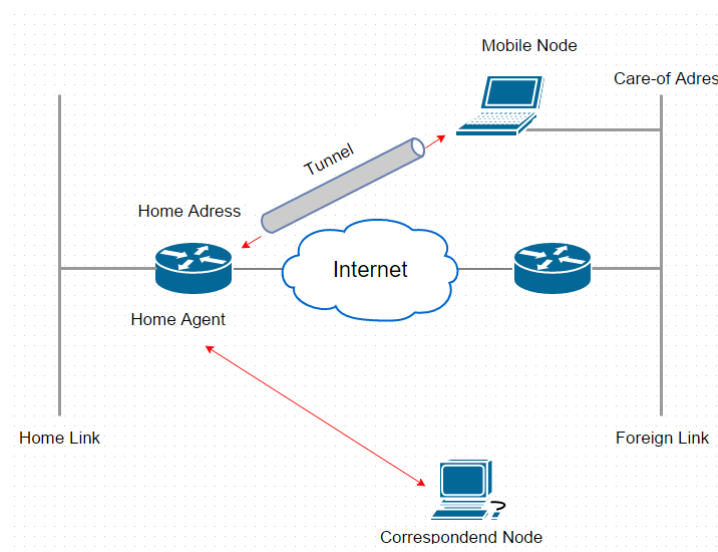 Mobile Node
Care-of Adres
Tunnel
Home Adress
Internet
Home Agent
Home Link
Foreign Link
Correspondend Node